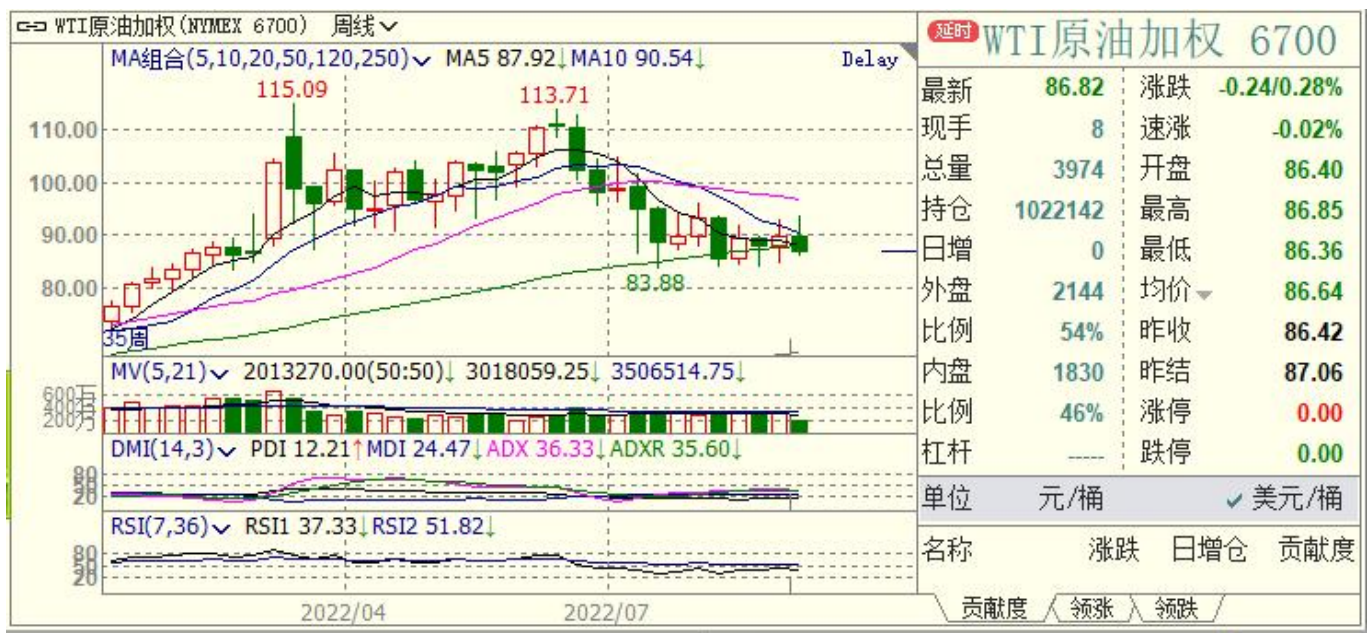 WTI原油加权(NYMEX 6700) 周线
MA组合(5,10,20,50,120,250) MA5 87.92↓MA10 90.54↓ Delay
115.09
113.71
110.00
100.00
90.00
80.00
83.88
35周
MV(5,21) 2013270.00(50:50)↓ 3018059.25↓ 3506514.75↓
600万
400万
200万
DMI(14,3) PDI 12.21↑MDI 24.47↓ADX 36.33↓ADXR 35.60↓
80
50
20
RSI(7,36) RSI1 37.33↓RSI2 51.82↓
80
50
20
2022/04 2022/07
延时 WTI原油加权 6700
最新 86.82 涨跌 -0.24/0.28%
现手 8 速涨 -0.02%
总量 3974 开盘 86.40
持仓 1022142 最高 86.85
日增 0 最低 86.36
外盘 2144 均价 86.64
比例 54% 昨收 86.42
内盘 1830 昨结 87.06
比例 46% 涨停 0.00
杠杆 ----- 跌停 0.00
单位 元/桶 ✓ 美元/桶
名称 涨跌 日增仓 贡献度
贡献度 领涨 领跌